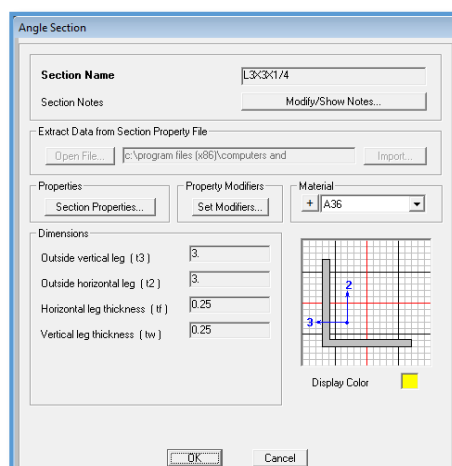 Angle Section
Section Name L3X3X1/4
Section Notes Modify/Show Notes...
Extract Data from Section Property File
Open File... c:\program files (x86)\computers and Import...
Properties Property Modifiers Material
Section Properties... Set Modifiers... + A36
Dimensions
Outside vertical leg ( t3 ) 3.
Outside horizontal leg ( t2 ) 3.
Horizontal leg thickness ( tf ) 0.25
Vertical leg thickness ( tw ) 0.25
2
3
Display Color
OK Cancel